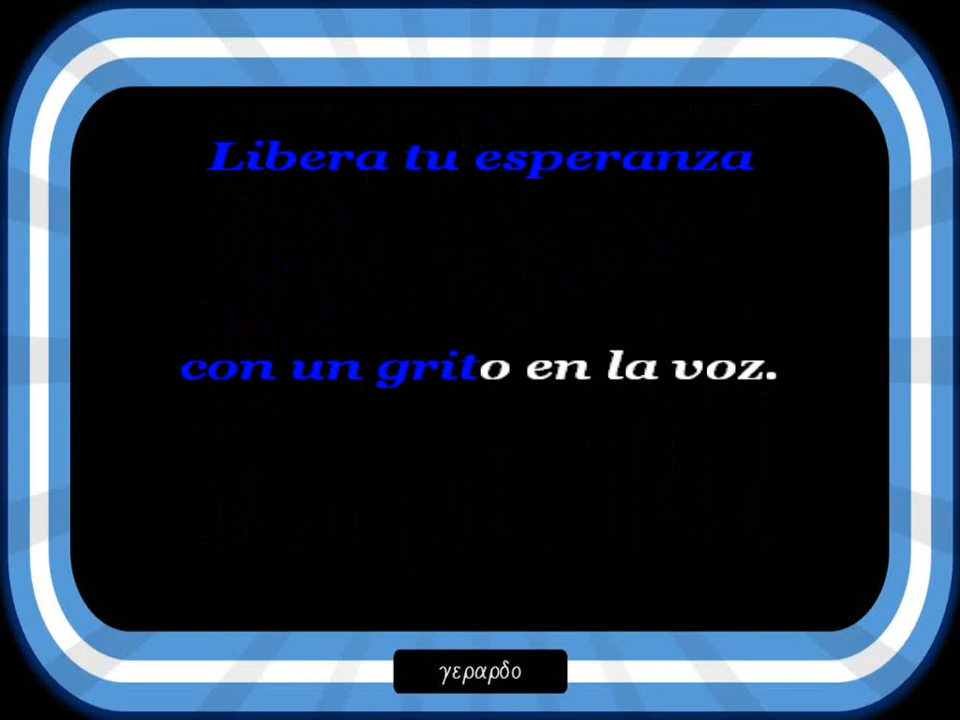 Libera tu esperanza
con un grito en la voz.
γεραρδο